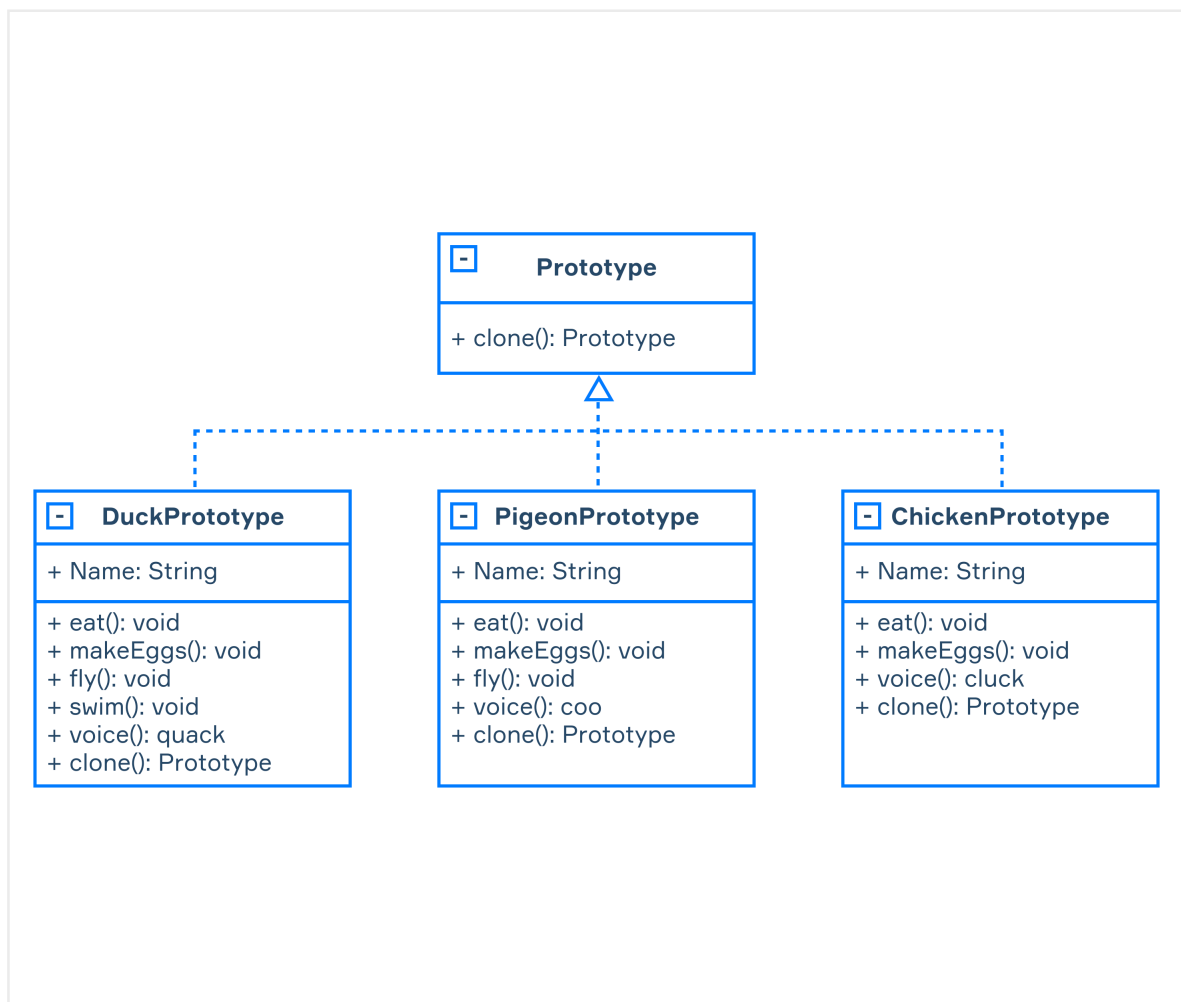 -
Prototype
+ clone(): Prototype
- DuckPrototype
+ Name: String
+ eat(): void
+ makeEggs(): void
+ fly(): void
+ swim(): void
+ voice(): quack
+ clone(): Prototype
- PigeonPrototype
+ Name: String
+ eat(): void
+ makeEggs(): void
+ fly(): void
+ voice(): coo
+ clone(): Prototype
- ChickenPrototype
+ Name: String
+ eat(): void
+ makeEggs(): void
+ voice(): cluck
+ clone(): Prototype